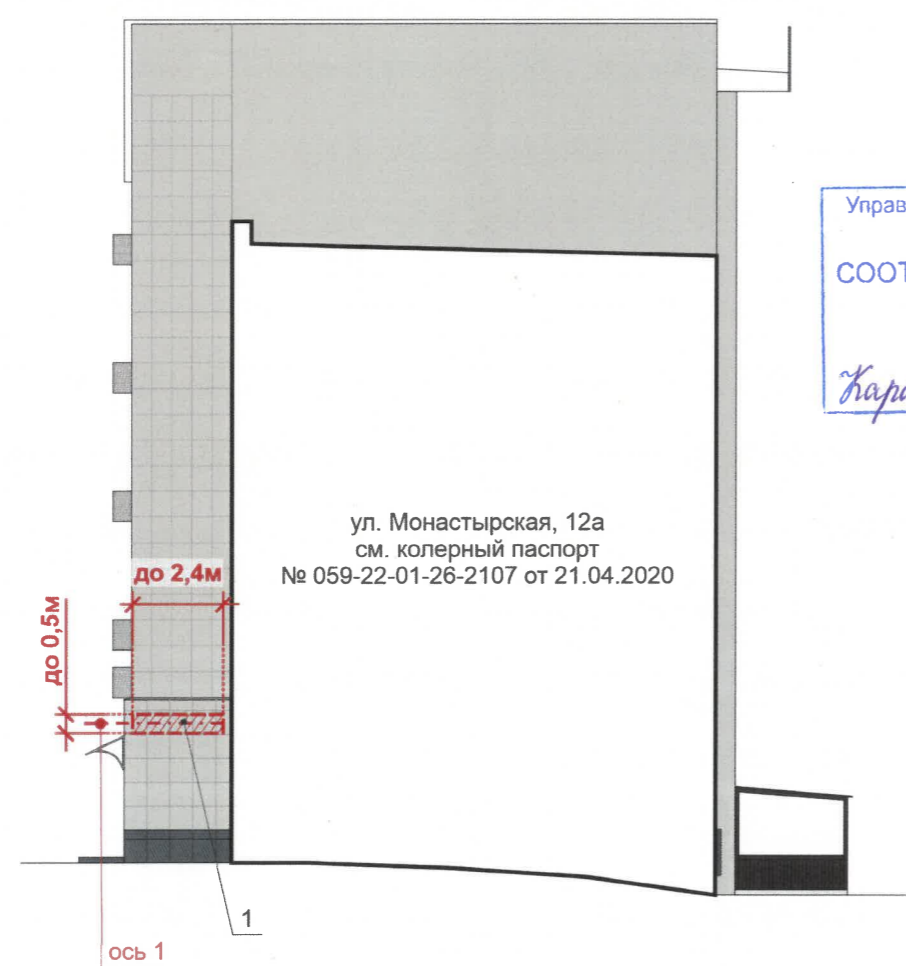 Управ
СООТ
Кара
ул. Монастырская, 12а
см. колерный паспорт
№ 059-22-01-26-2107 от 21.04.2020
до 2,4м
до 0,5м
1
ось 1